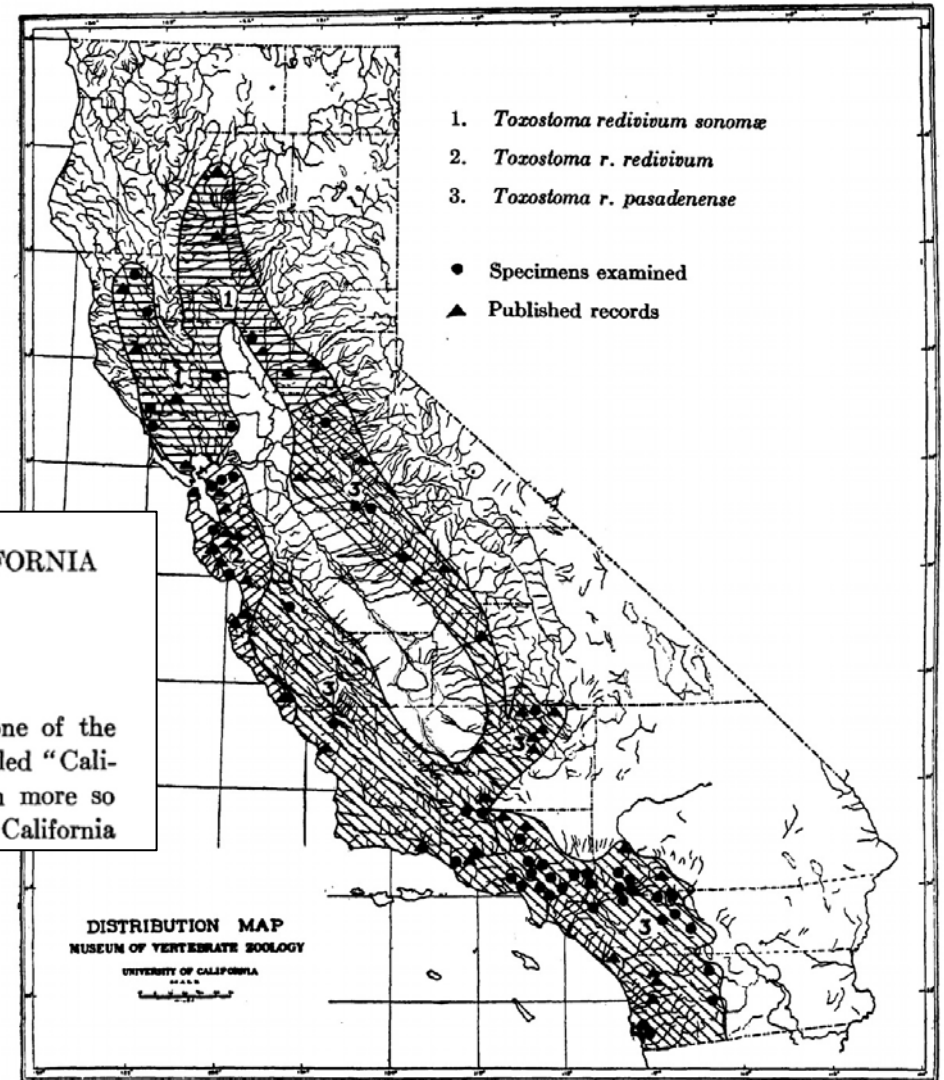 1. Toxostoma redivivum sonomæ
2. Toxostoma r. redivivum
3. Toxostoma r. pasadenense
● Specimens examined
▲ Published records
1
1
3
2
3
3
3
FORNIA
one of the
led “Cali-
more so
California
DISTRIBUTION MAP
MUSEUM OF VERTEBRATE ZOOLOGY
UNIVERSITY OF CALIFORNIA
SCALE